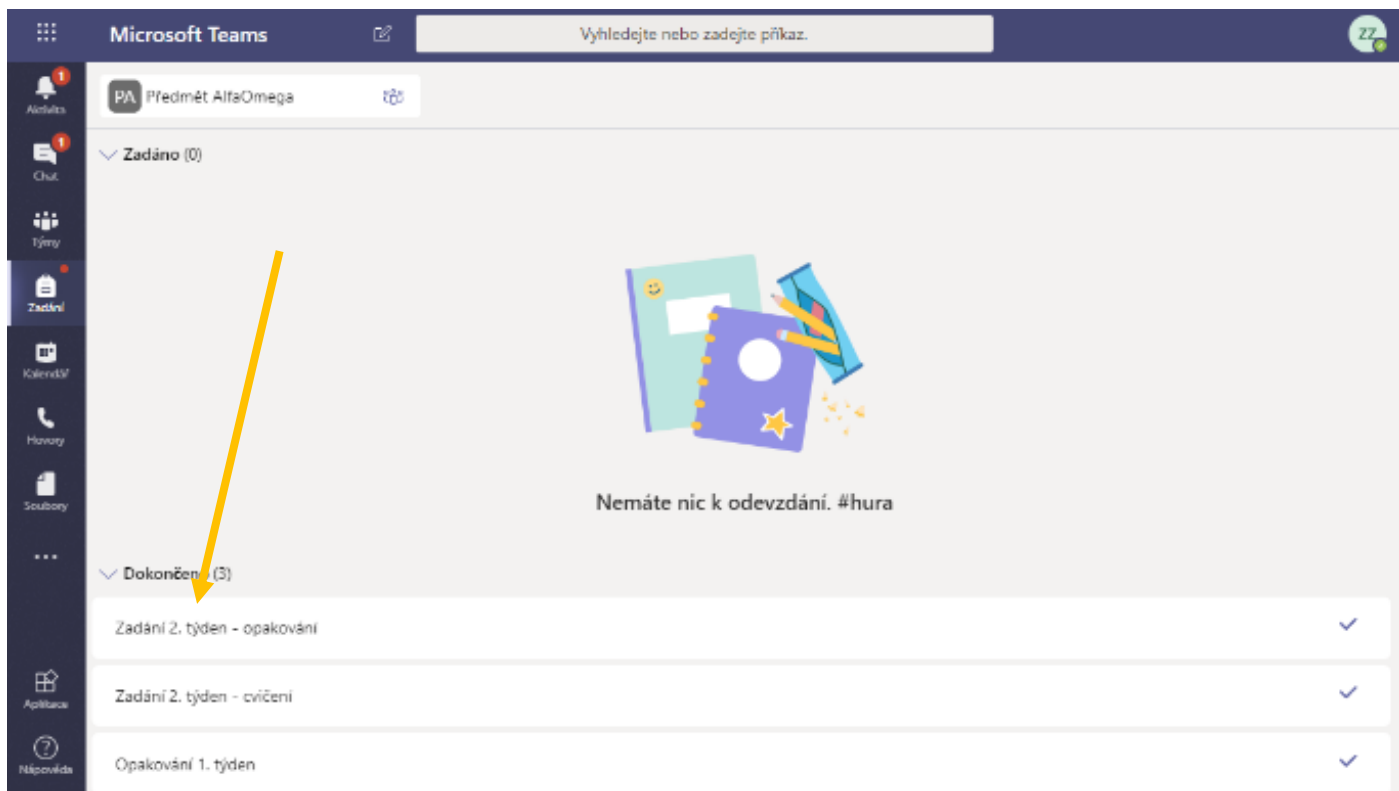 Microsoft Teams
Vyhledejte nebo zadejte příkaz.
ZZ
1
Aktivita
PA Předmět AlfaOmega
1
Chat
Zadáno (0)
Týmy
Zadání
Kalendář
Hovory
Soubory
Nemáte nic k odevzdání. #hura
Dokončeno (3)
Zadání 2. týden - opakování
Zadání 2. týden - cvičení
Aplikace
Opakování 1. týden
Nápověda